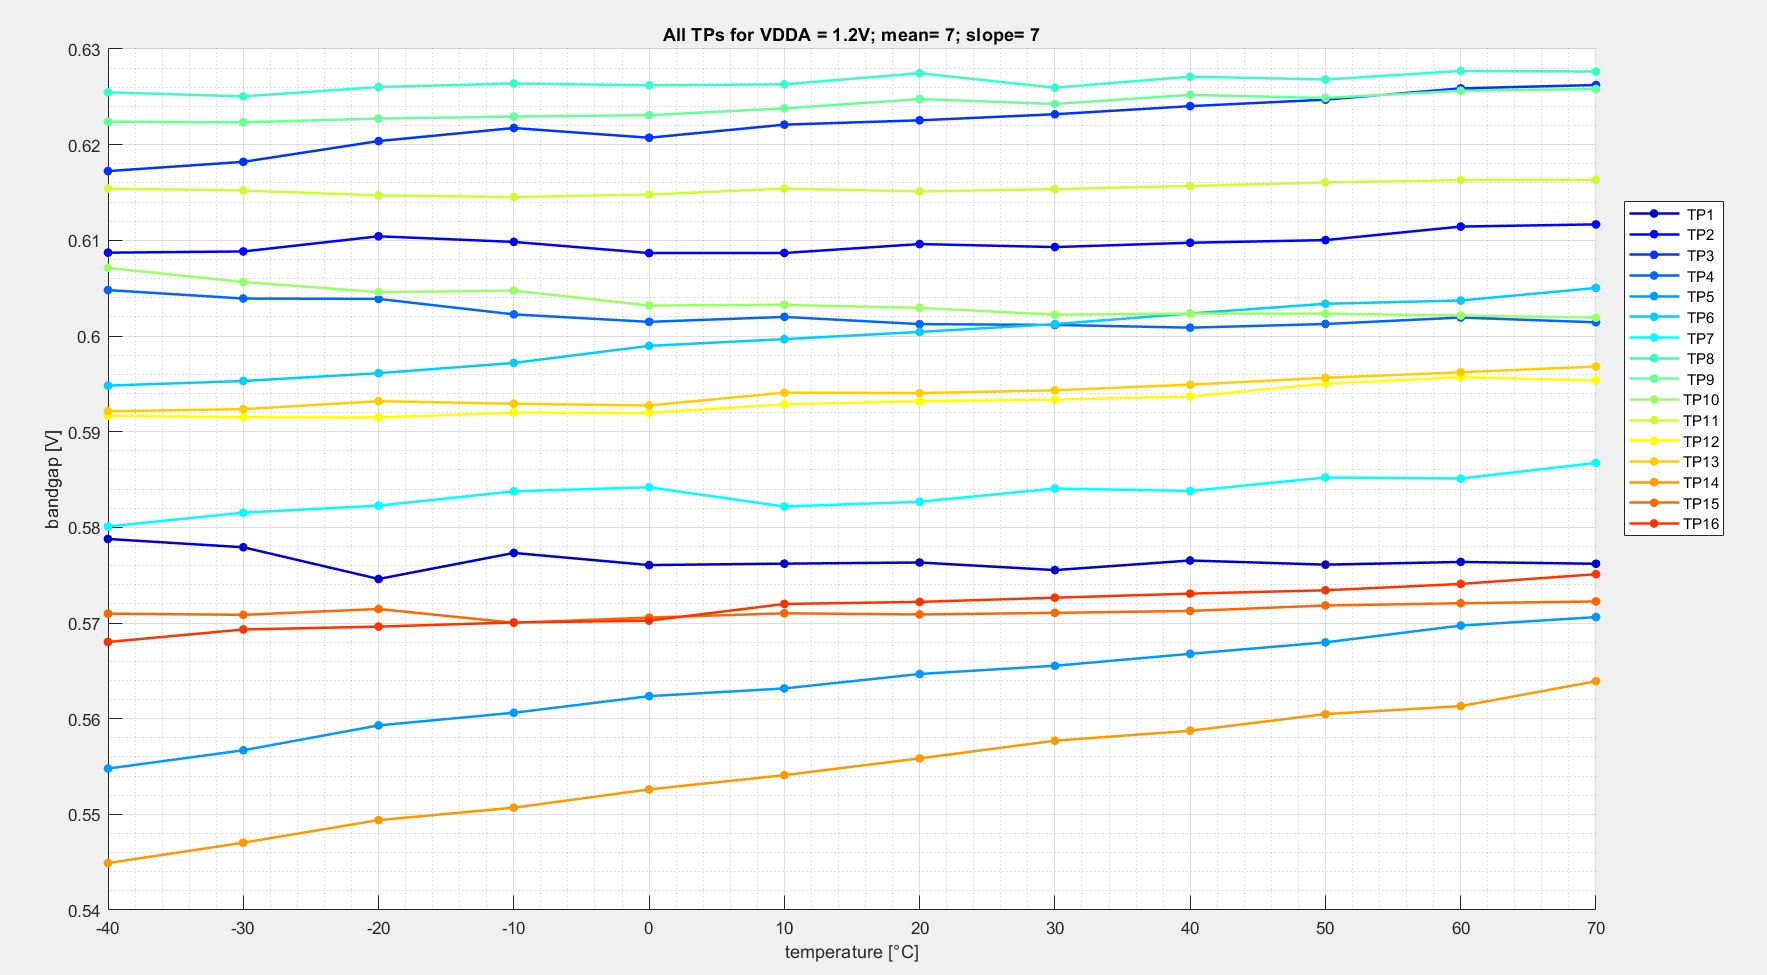 All TPs for VDDA = 1.2V; mean= 7; slope= 7
0.63
0.62
0.61
0.6
0.59
0.58
0.57
0.56
0.55
0.54
bandgap [V]
-40 -30 -20 -10 0 10 20 30 40 50 60 70
temperature [°C]
TP1
TP2
TP3
TP4
TP5
TP6
TP7
TP8
TP9
TP10
TP11
TP12
TP13
TP14
TP15
TP16